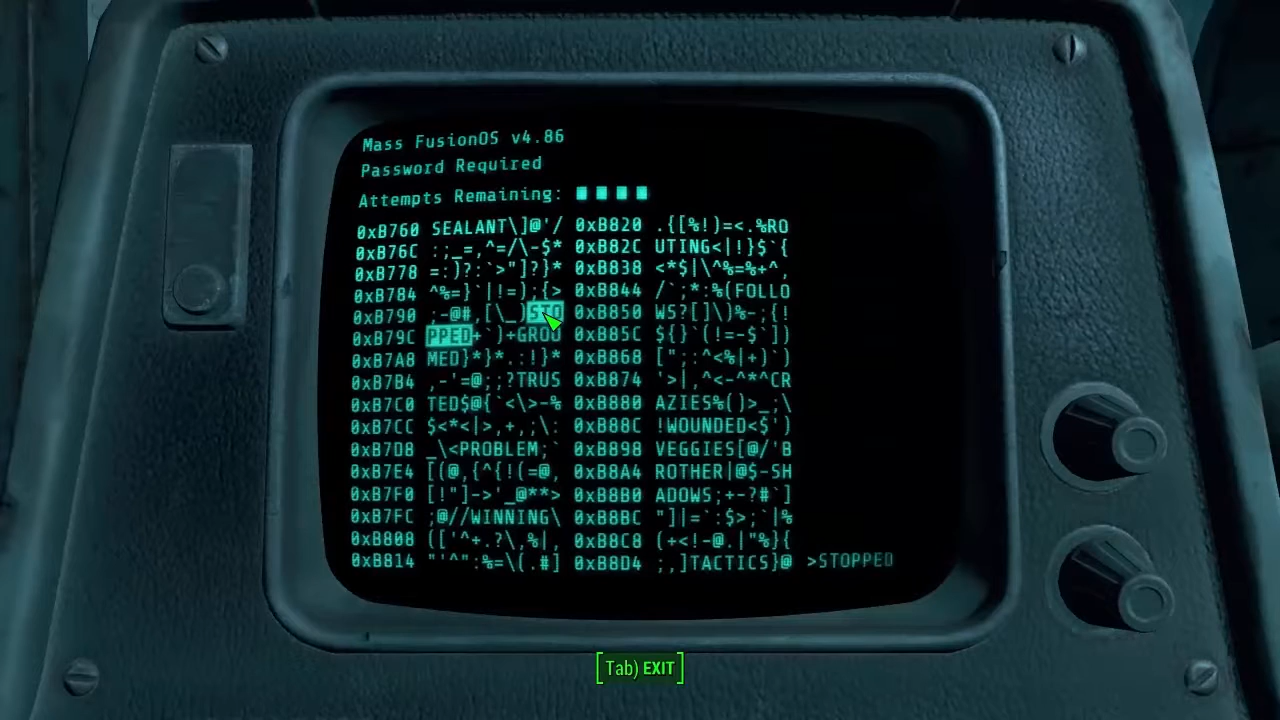 Mass FusionOS v4.86
Password Required
Attempts Remaining: ■ ■ ■ ■
0xB760 SEALANT\]@'/ 0xB820 .{[%!)=<.%RO
0xB76C :;_=,^=/\-$* 0xB82C UTING<|!}$`{
0xB778 =:)?:`>"]?}* 0xB838 <*$|\^%=%+^,
0xB784 ^%=}`|!=);{> 0xB844 /`;*:%(FOLLO
0xB790 ;-@#,[\_)STO 0xB850 WS?[]\)%-;{!
0xB79C PPED+`)+GROO 0xB85C ${}`(!=-$`])
0xB7A8 MED}*}*.:!}* 0xB868 [";:^<%|+)`)
0xB7B4 ,-'=@;;?TRUS 0xB874 '>|,^<-^*^CR
0xB7C0 TED$@{`<\>-% 0xB880 AZIES%()>_;\
0xB7CC $<*<|>,+,;\: 0xB88C !WOUNDED<$')
0xB7D8 _\<PROBLEM;` 0xB898 VEGGIES[@/'B
0xB7E4 [(@,{^{!(=@, 0xB8A4 ROTHER|@$-SH
0xB7F0 [!"]->'_@**> 0xB8B0 ADOWS;+-?#`]
0xB7FC ;@//WINNING\ 0xB8BC "]|=`:$>;`|%
0xB808 (['^+.?\,%|, 0xB8C8 (+<!-@.|"%}{
0xB814 "'^":%=\(.#] 0xB8D4 ;,]TACTICS}@ >STOPPED
Tab) EXIT